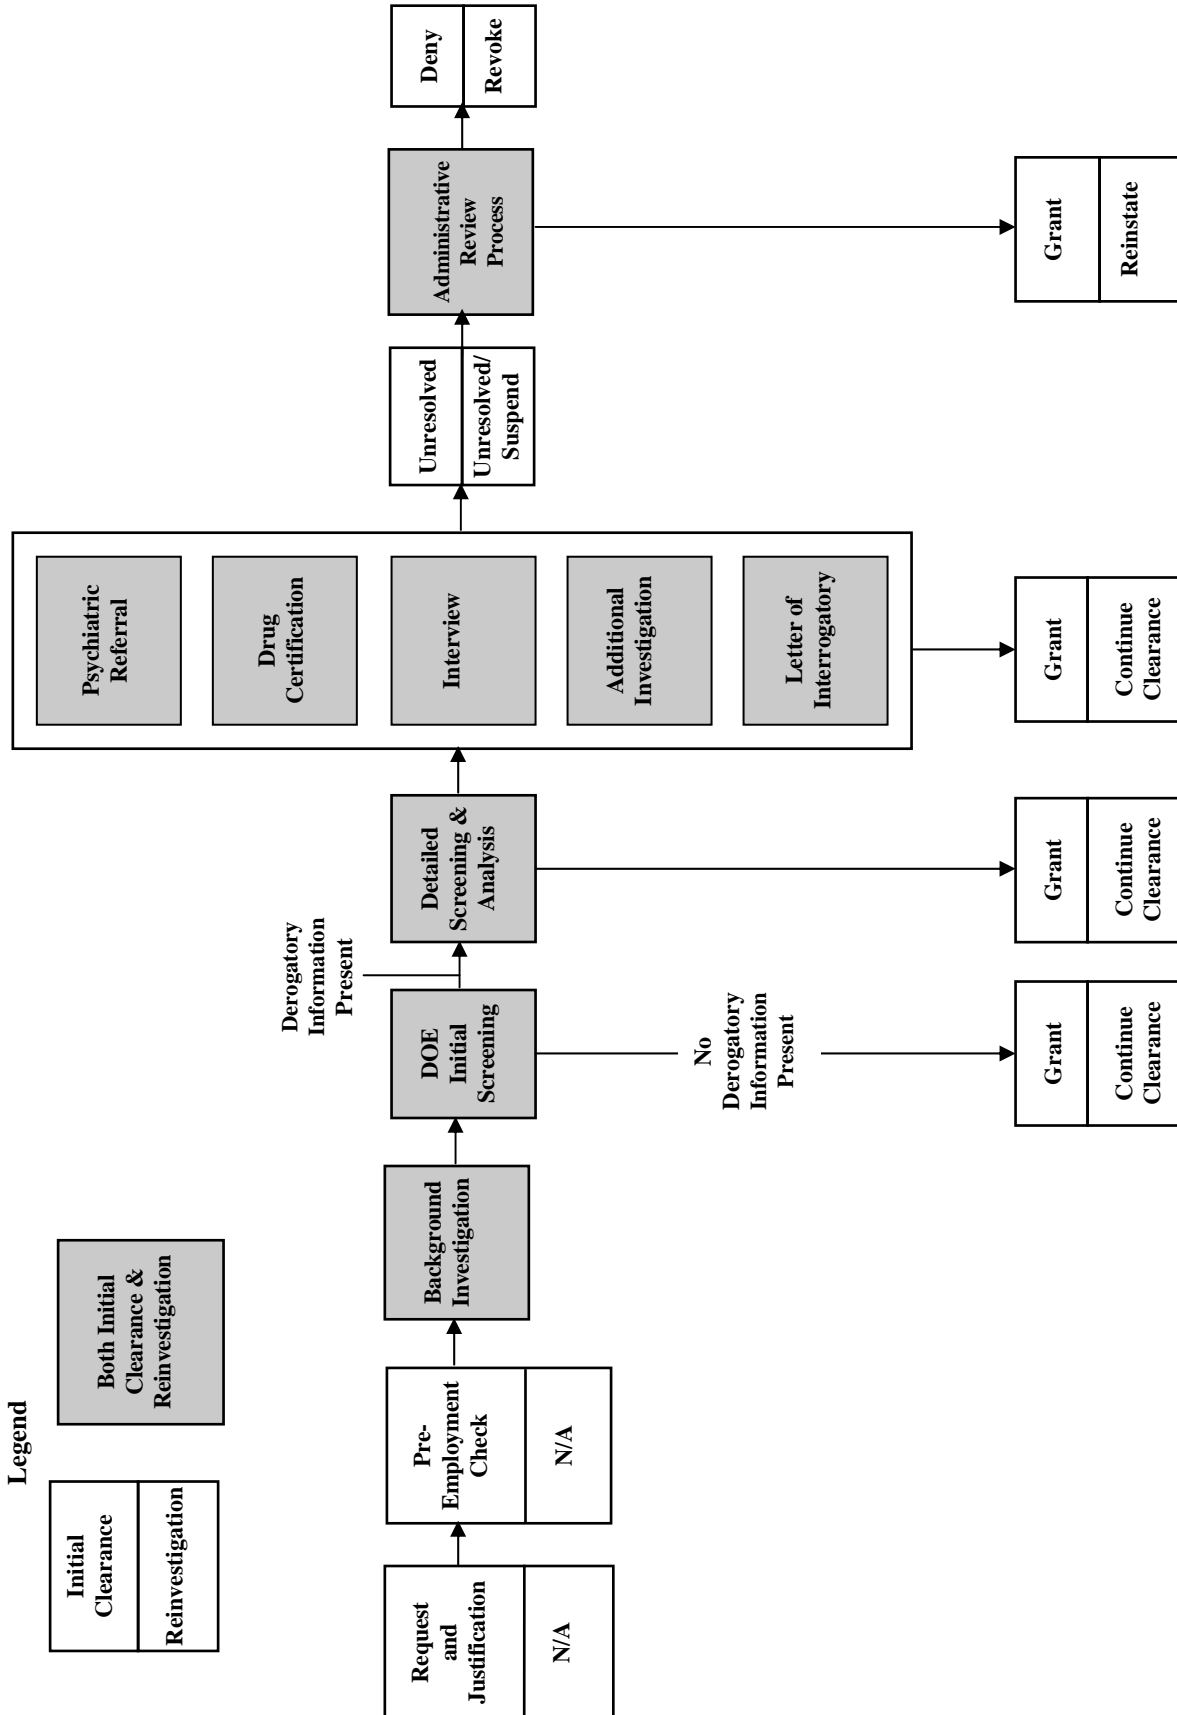 Legend
Initial
Clearance
Reinvestigation
Both Initial
Clearance &
Reinvestigation
Request
and
Justification
N/A
Pre-
Employment
Check
N/A
Background
Investigation
DOE
Initial
Screening
Derogatory
Information
Present
No
Derogatory
Information
Present
Grant
Continue
Clearance
Detailed
Screening &
Analysis
Grant
Continue
Clearance
Psychiatric
Referral
Drug
Certification
Interview
Additional
Investigation
Letter of
Interrogatory
Grant
Continue
Clearance
Unresolved
Unresolved/
Suspend
Administrative
Review
Process
Deny
Revoke
Grant
Reinstate